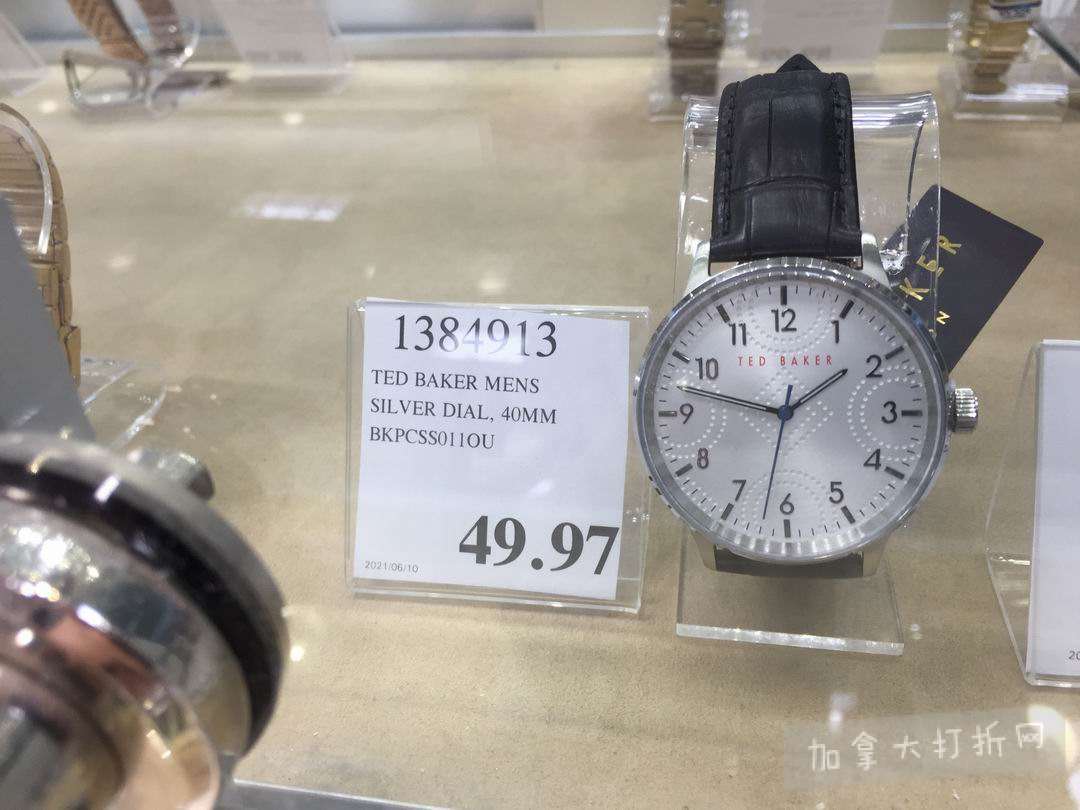 1384913
TED BAKER MENS
SILVER DIAL, 40MM
BKPCSS011OU
49.97
2021/06/10
12
1
2
3
4
5
6
7
8
9
10
11
TED BAKER
KER
加拿大打折网